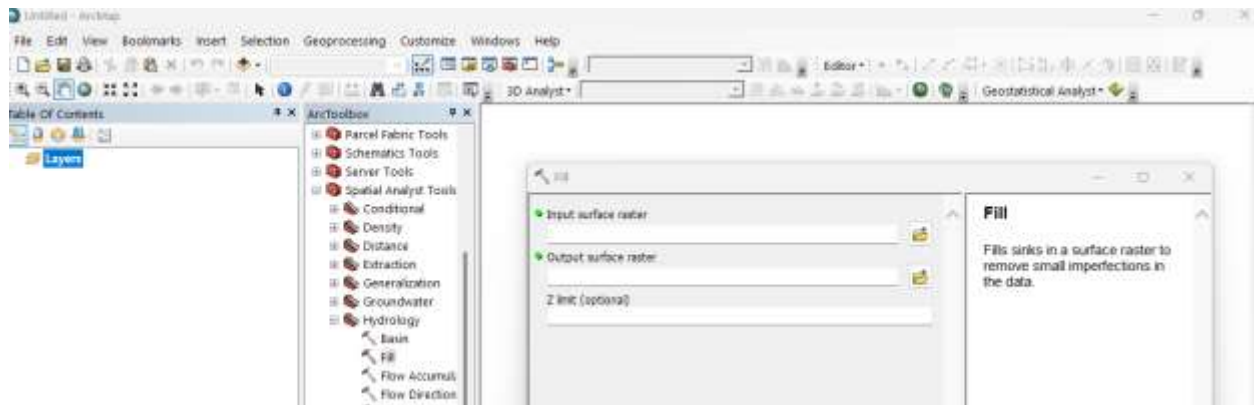 Untitled - ArcMap
File Edit View Bookmarks Insert Selection Geoprocessing Customize Windows Help
Editor
3D Analyst
Geostatistical Analyst
Table Of Contents
ArcToolbox
Layers
Parcel Fabric Tools
Schematics Tools
Server Tools
Spatial Analyst Tools
Conditional
Density
Distance
Extraction
Generalization
Groundwater
Hydrology
Basin
Fill
Flow Accumul
Flow Direction
Fill
Input surface raster
Output surface raster
Z limit (optional)
Fill
Fills sinks in a surface raster to
remove small imperfections in
the data.